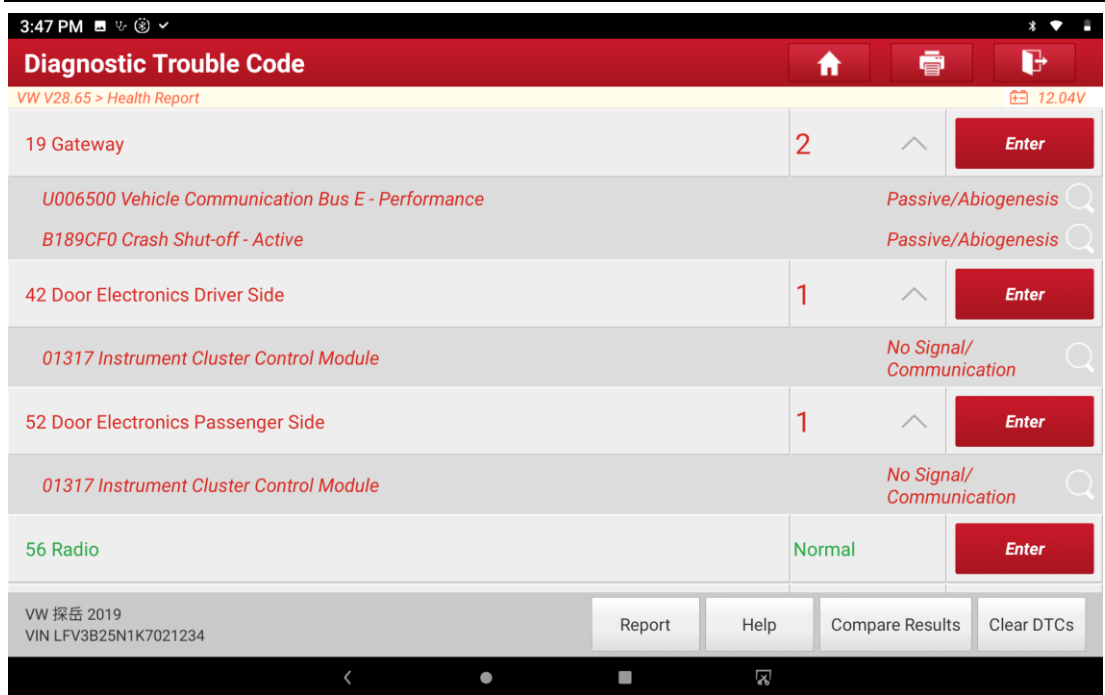 3:47 PM
Diagnostic Trouble Code
VW V28.65 > Health Report 12.04V
19 Gateway 2 Enter
U006500 Vehicle Communication Bus E - Performance Passive/Abiogenesis
B189CF0 Crash Shut-off - Active Passive/Abiogenesis
42 Door Electronics Driver Side 1 Enter
01317 Instrument Cluster Control Module No Signal/
Communication
52 Door Electronics Passenger Side 1 Enter
01317 Instrument Cluster Control Module No Signal/
Communication
56 Radio Normal Enter
VW 探岳 2019
VIN LFV3B25N1K7021234
Report Help Compare Results Clear DTCs